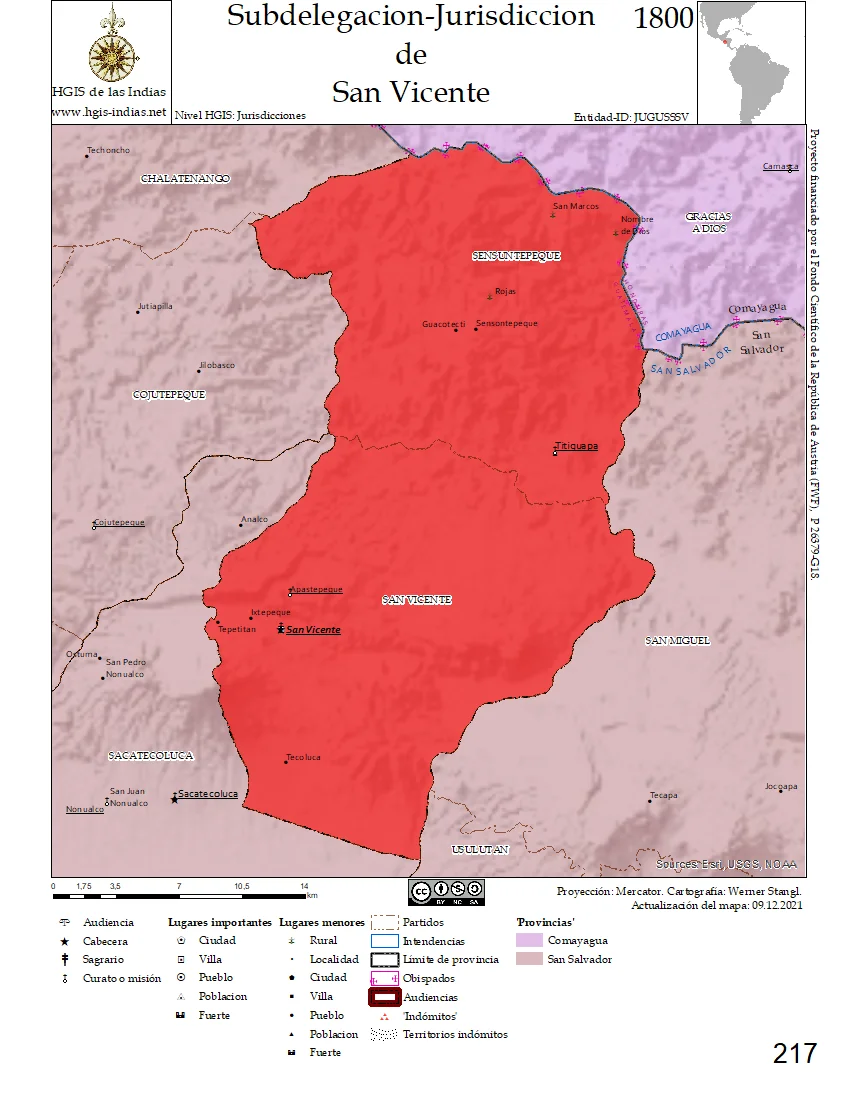 Subdelegacion-Jurisdiccion
de
San Vicente
1800
HGIS de las Indias
www.hgis-indias.net
Nivel HGIS: Jurisdicciones
Entidad-ID: JUGUSSSV
Proyecto financiado por el Fondo Científico de la República de Austria (FWF), P 26379-G18.
Techoncho
CHALATENANGO
Camasca
San Marcos
Nombre
de Dios
GRACIAS
A DIOS
SENSUNTEPEQUE
Rojas
HONDURAS
GUATEMALA
Jutiapilla
Guacotecti
Sensontepeque
Comayagua
COMAYAGUA
San
Salvador
SAN SALVADOR
Jilobasco
COJUTEPEQUE
Titiquapa
Cojutepeque
Analco
Apastepeque
SAN VICENTE
Ixtepeque
Tepetitan
San Vicente
SAN MIGUEL
Ostuma
San Pedro
Nonualco
SACATECOLUCA
Tecoluca
San Juan
Nonualco
Nonualco
Sacatecoluca
Tecapa
Jocoapa
USULUTAN
Sources: Esri, USGS, NOAA
0 1,75 3,5 7 10,5 14
km
CC BY NC SA
Proyección: Mercator. Cartografía: Werner Stangl.
Actualización del mapa: 09.12.2021
Audiencia
Cabecera
Sagrario
Curato o misión
Lugares importantes
Ciudad
Villa
Pueblo
Poblacion
Fuerte
Lugares menores
Rural
Localidad
Ciudad
Villa
Pueblo
Poblacion
Fuerte
Partidos
Intendencias
Límite de provincia
Obispados
Audiencias
'Indómitos'
Territorios indómitos
'Provincias'
Comayagua
San Salvador
217